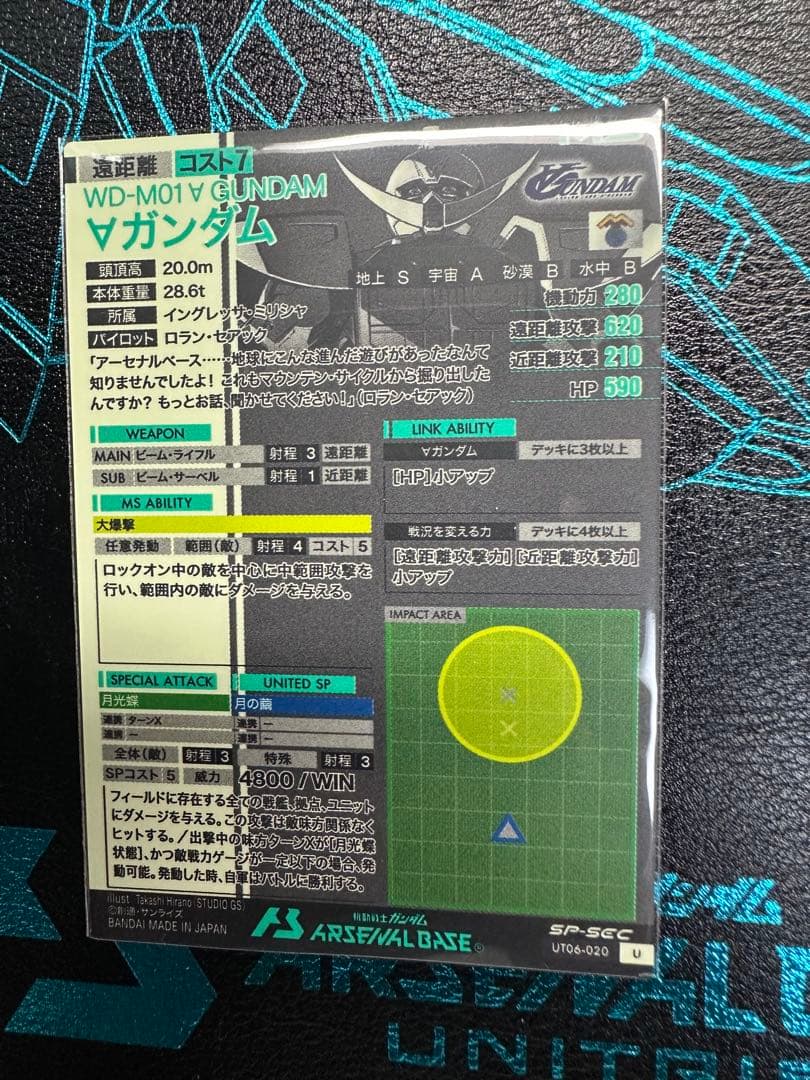 遠距離 コスト7
WD-M01∀ GUNDAM
∀ガンダム
∀GUNDAM
頭頂高 20.0m
本体重量 28.6t
所属 イングレッサ・ミリシャ
パイロット ロラン・セアック
地上 S 宇宙 A 砂漠 B 水中 B
機動力 280
遠距離攻撃 620
近距離攻撃 210
HP 590
「アーセナルベース……地球にこんな進んだ遊びがあったなんて
知りませんでしたよ! これもマウンテン・サイクルから掘り出した
んですか? もっとお話、聞かせてください!」(ロラン・セアック)
WEAPON
MAIN ビーム・ライフル 射程 3 遠距離
SUB ビーム・サーベル 射程 1 近距離
MS ABILITY
大爆撃
任意発動 範囲(敵) 射程 4 コスト 5
ロックオン中の敵を中心に中範囲攻撃を
行い、範囲内の敵にダメージを与える。
LINK ABILITY
∀ガンダム デッキに3枚以上
[HP]小アップ
戦況を変える力 デッキに4枚以上
[遠距離攻撃力] [近距離攻撃力]
小アップ
IMPACT AREA
SPECIAL ATTACK UNITED SP
月光蝶 月の繭
連携 ターンX 連携 ー
連携 ー 連携 ー
全体(敵) 射程 3 特殊 射程 3
SPコスト 5 威力 4800 / WIN
フィールドに存在する全ての戦艦、拠点、ユニット
にダメージを与える。この攻撃は敵味方関係なく
ヒットする。/出撃中の味方ターンXが[月光蝶
状態]、かつ敵戦力ゲージが一定以下の場合、発
動可能。発動した時、自軍はバトルに勝利する。
Illust Takashi Hirano (STUDIO GS)
©創通・サンライズ
BANDAI MADE IN JAPAN
機動戦士ガンダム
ARSENAL BASE
SP-SEC
UT06-020 U
ガンダム
ARSENAL